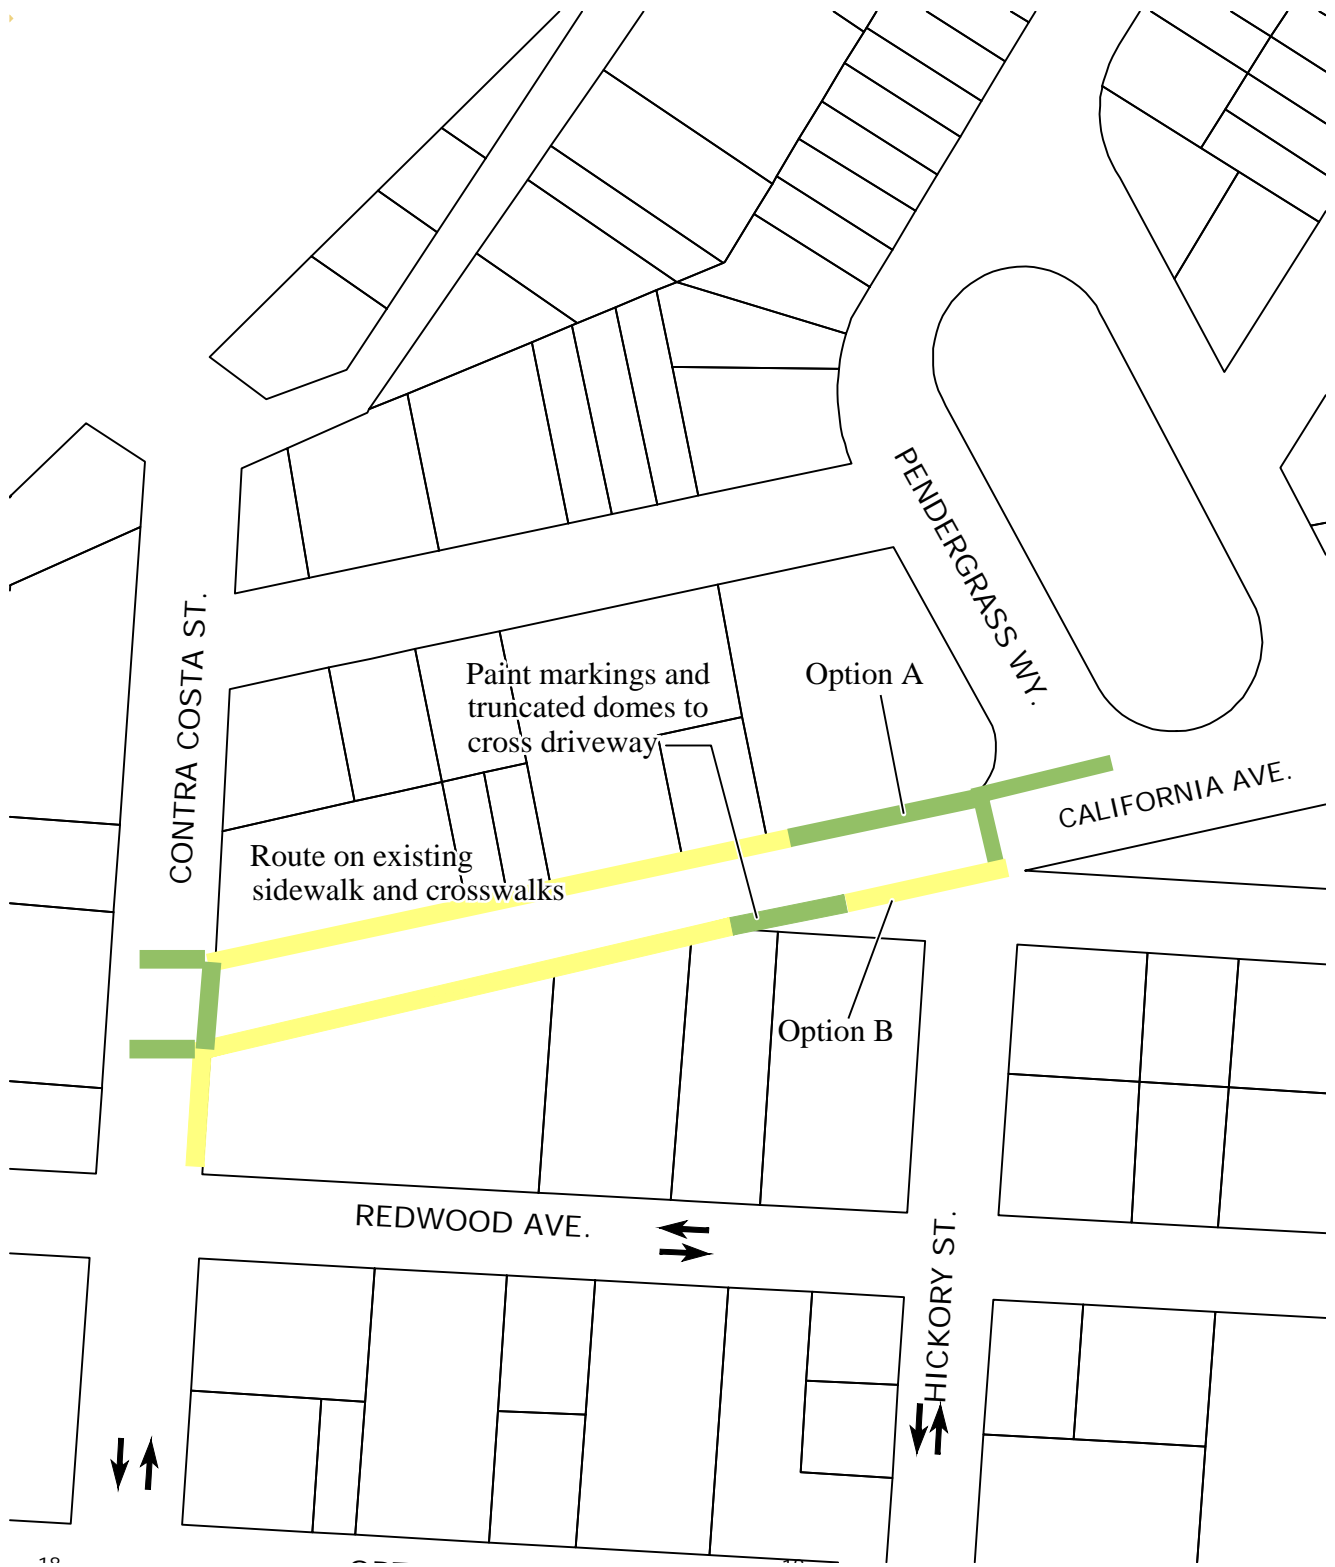 PENDERGRASS WY.
CONTRA COSTA ST.
Paint markings and
truncated domes to
cross driveway
Option A
CALIFORNIA AVE.
Route on existing
sidewalk and crosswalks
Option B
REDWOOD AVE.
HICKORY ST.
18